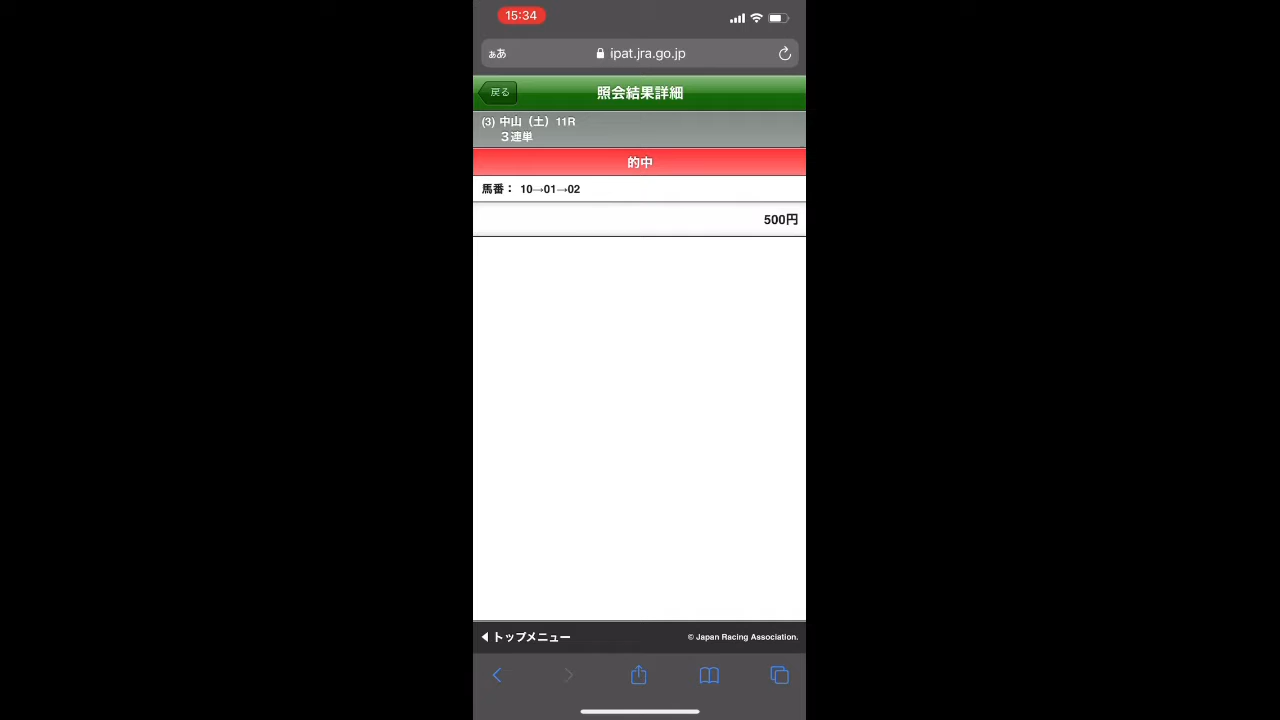 15:34
ぁあ ipat.jra.go.jp
戻る 照会結果詳細
(3) 中山（土）11R
３連単
的中
馬番： 10→01→02
500円
トップメニュー © Japan Racing Association.